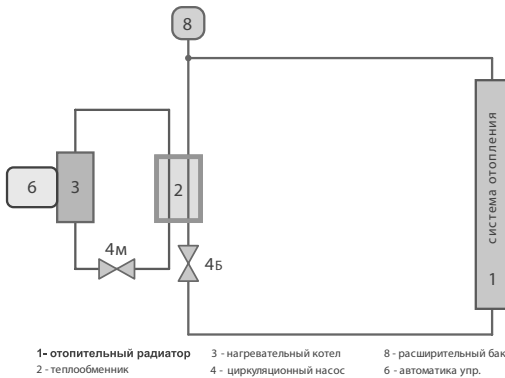 8
6
3
2
4м
4Б
система отопления
1
1- отопительный радиатор
3 - нагревательный котел
8 - расширительный бак
2 - теплообменник
4 - циркуляционный насос
6 - автоматика упр.